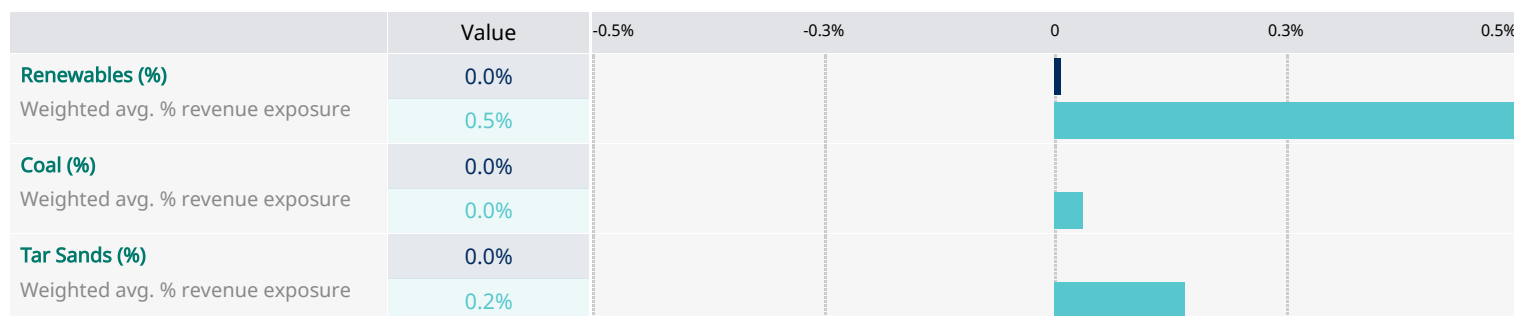 Value -0.5% -0.3% 0 0.3% 0.5%
Renewables (%) 0.0%
Weighted avg. % revenue exposure 0.5%
Coal (%) 0.0%
Weighted avg. % revenue exposure 0.0%
Tar Sands (%) 0.0%
Weighted avg. % revenue exposure 0.2%